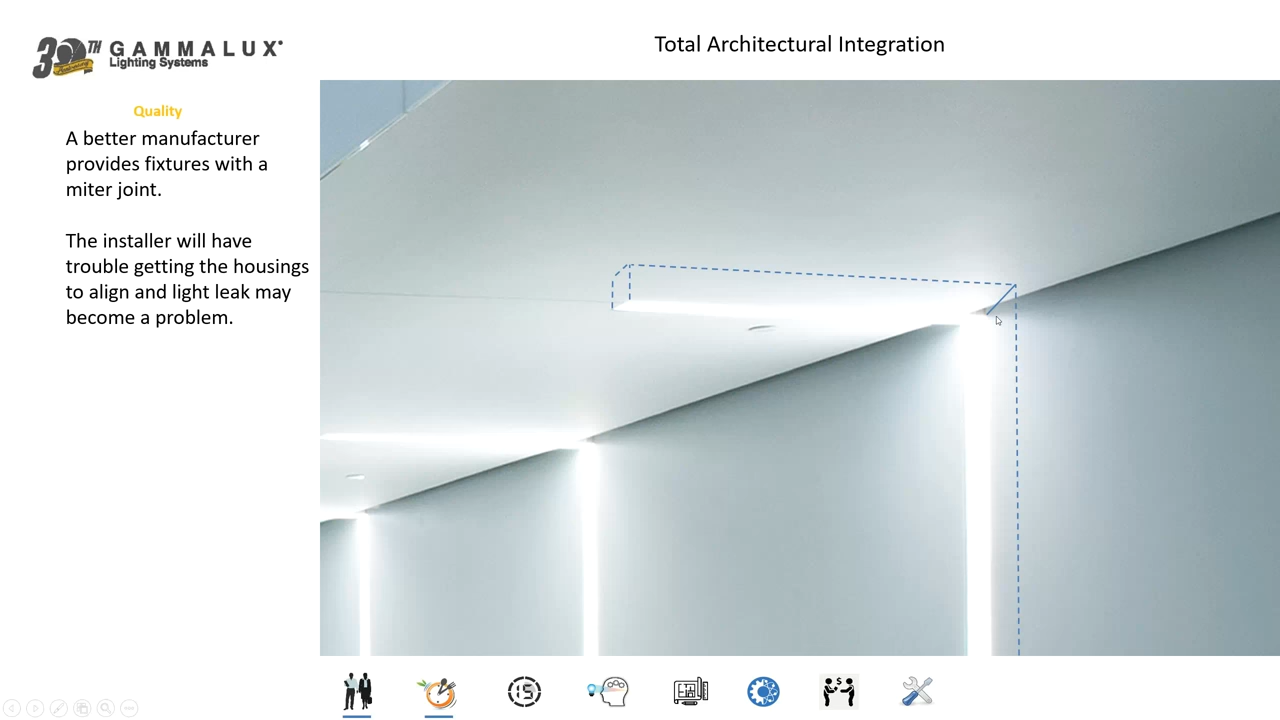 30TH GAMMALUX
Lighting Systems
Total Architectural Integration
Quality
A better manufacturer
provides fixtures with a
miter joint.
The installer will have
trouble getting the housings
to align and light leak may
become a problem.
15
$